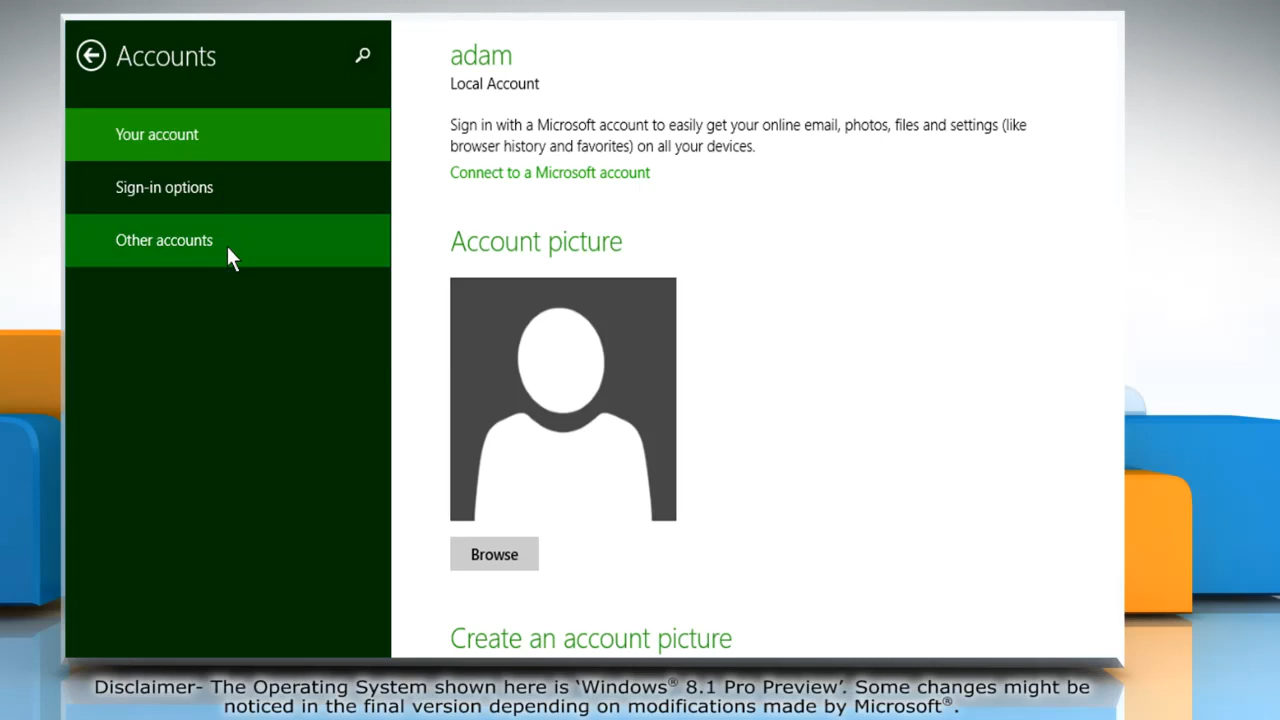 Accounts
Your account
Sign-in options
Other accounts
adam
Local Account
Sign in with a Microsoft account to easily get your online email, photos, files and settings (like
browser history and favorites) on all your devices.
Connect to a Microsoft account
Account picture
Browse
Create an account picture
Disclaimer- The Operating System shown here is ‘Windows® 8.1 Pro Preview’. Some changes might be
noticed in the final version depending on modifications made by Microsoft®.